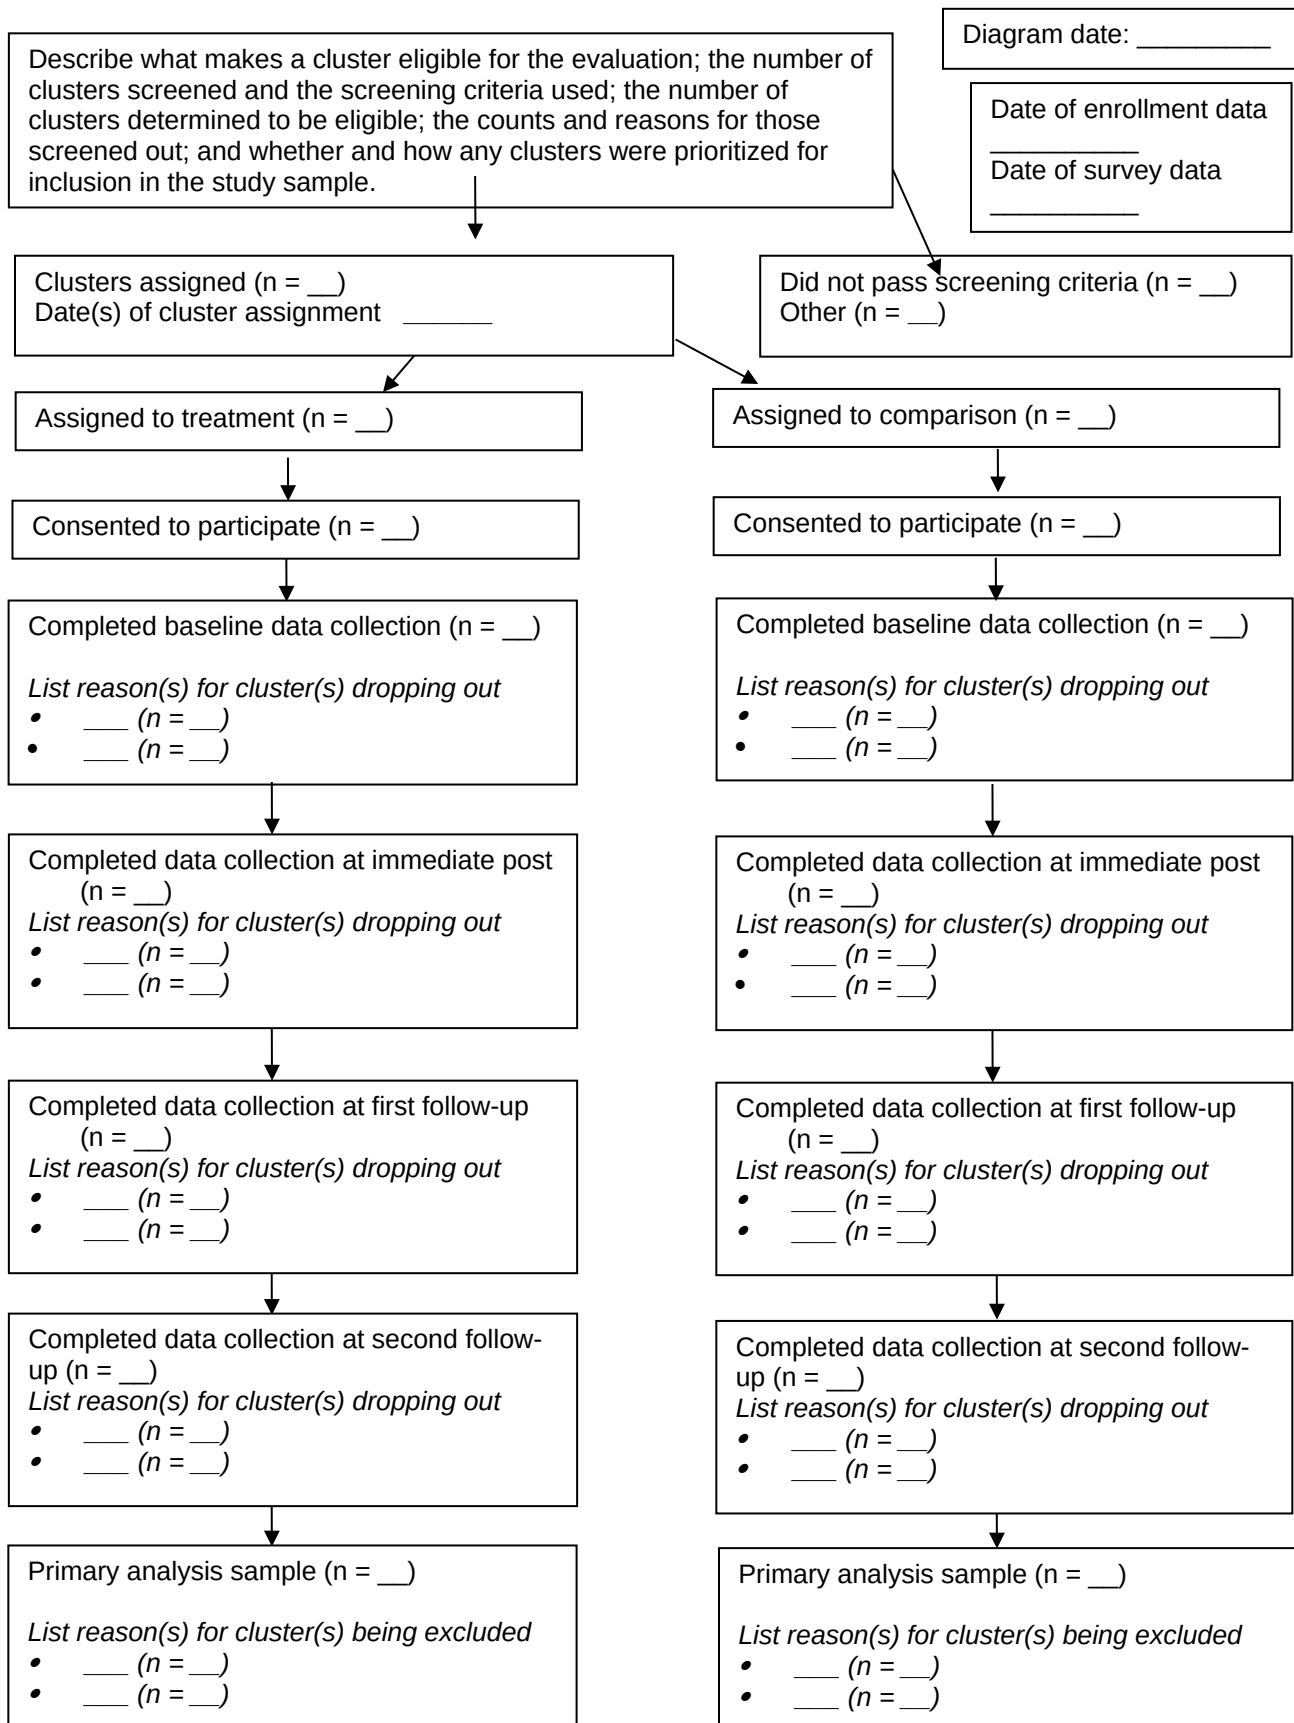 Diagram date: _________
Describe what makes a cluster eligible for the evaluation; the number of
clusters screened and the screening criteria used; the number of
clusters determined to be eligible; the counts and reasons for those
screened out; and whether and how any clusters were prioritized for
inclusion in the study sample.
Date of enrollment data
__________
Date of survey data
__________
Clusters assigned (n = __)
Date(s) of cluster assignment ______
Did not pass screening criteria (n = __)
Other (n = __)
Assigned to treatment (n = __)
Assigned to comparison (n = __)
Consented to participate (n = __)
Consented to participate (n = __)
Completed baseline data collection (n = __)
List reason(s) for cluster(s) dropping out
• ___ (n = __)
• ___ (n = __)
Completed baseline data collection (n = __)
List reason(s) for cluster(s) dropping out
• ___ (n = __)
• ___ (n = __)
Completed data collection at immediate post
(n = __)
List reason(s) for cluster(s) dropping out
• ___ (n = __)
• ___ (n = __)
Completed data collection at immediate post
(n = __)
List reason(s) for cluster(s) dropping out
• ___ (n = __)
• ___ (n = __)
Completed data collection at first follow-up
(n = __)
List reason(s) for cluster(s) dropping out
• ___ (n = __)
• ___ (n = __)
Completed data collection at first follow-up
(n = __)
List reason(s) for cluster(s) dropping out
• ___ (n = __)
• ___ (n = __)
Completed data collection at second follow-
up (n = __)
List reason(s) for cluster(s) dropping out
• ___ (n = __)
• ___ (n = __)
Completed data collection at second follow-
up (n = __)
List reason(s) for cluster(s) dropping out
• ___ (n = __)
• ___ (n = __)
Primary analysis sample (n = __)
List reason(s) for cluster(s) being excluded
• ___ (n = __)
• ___ (n = __)
Primary analysis sample (n = __)
List reason(s) for cluster(s) being excluded
• ___ (n = __)
• ___ (n = __)